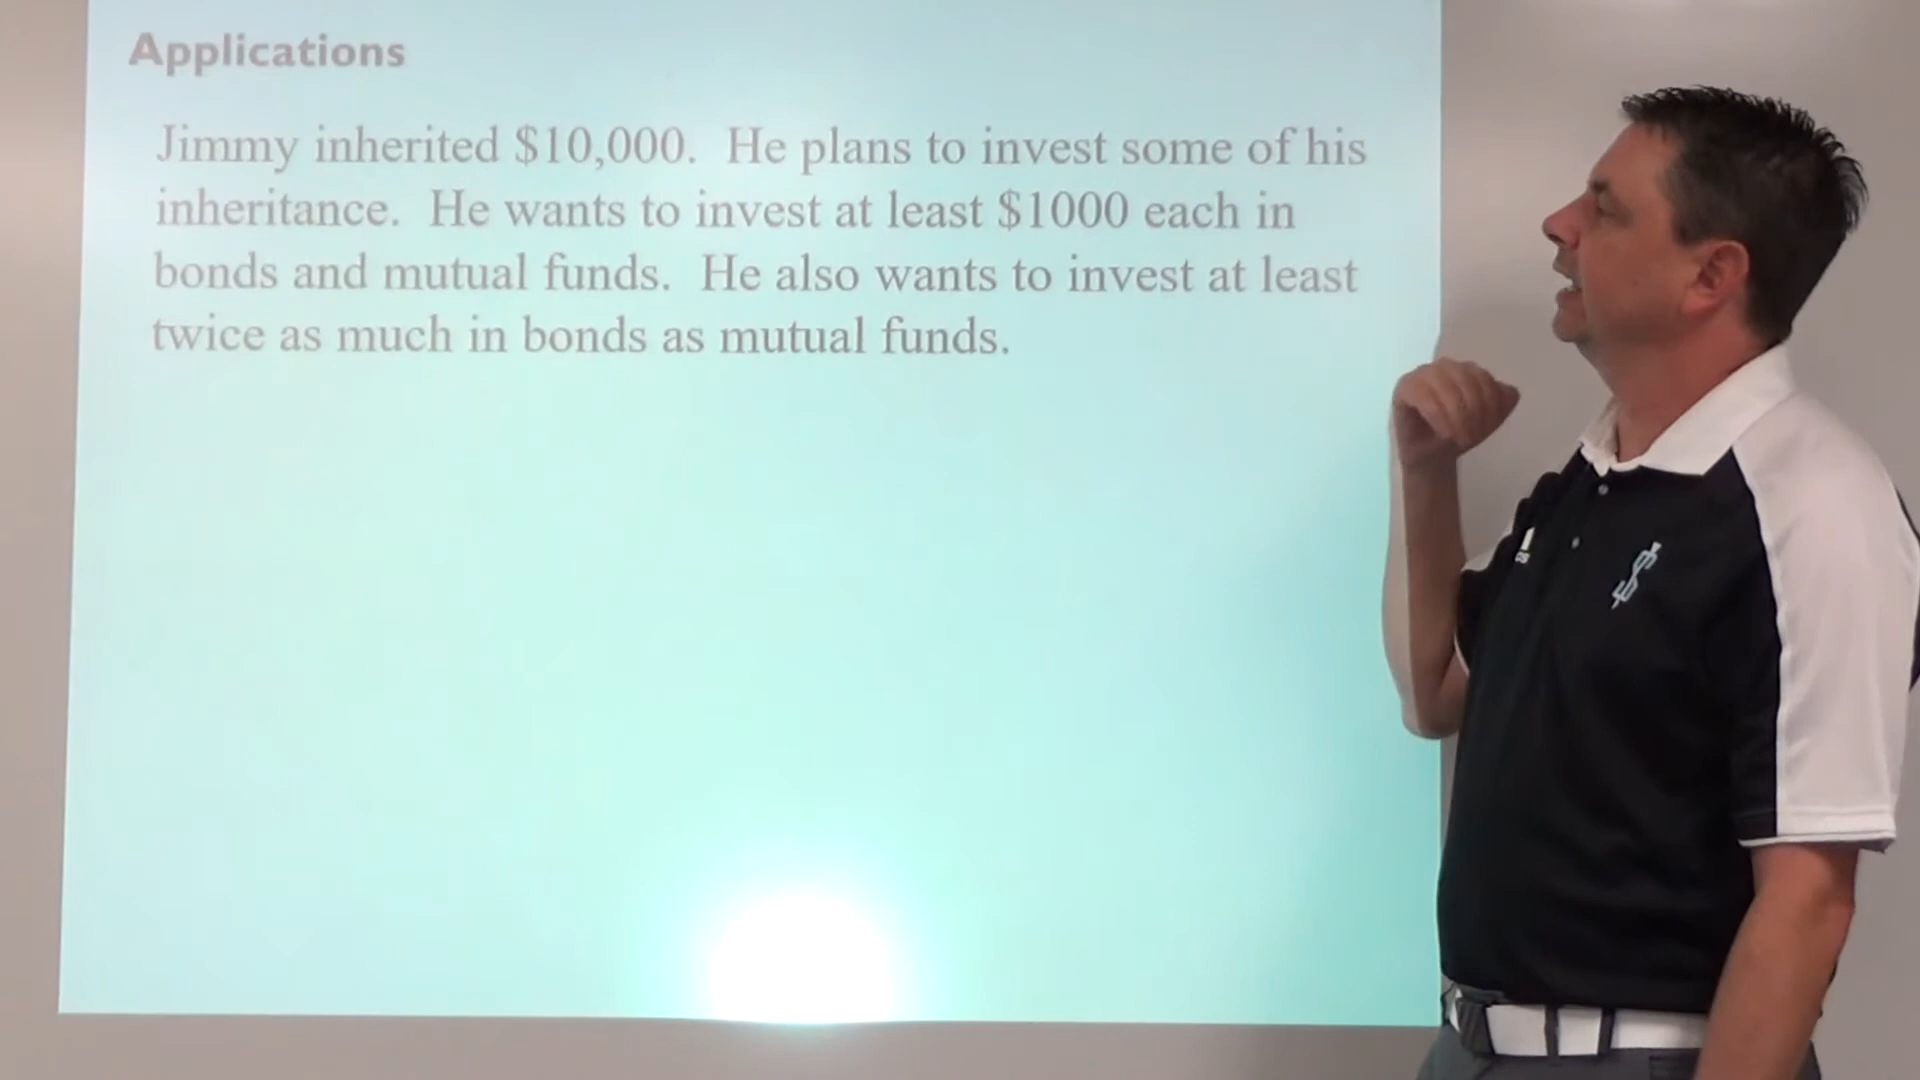 Applications
Jimmy inherited $10,000. He plans to invest some of his
inheritance. He wants to invest at least $1000 each in
bonds and mutual funds. He also wants to invest at least
twice as much in bonds as mutual funds.